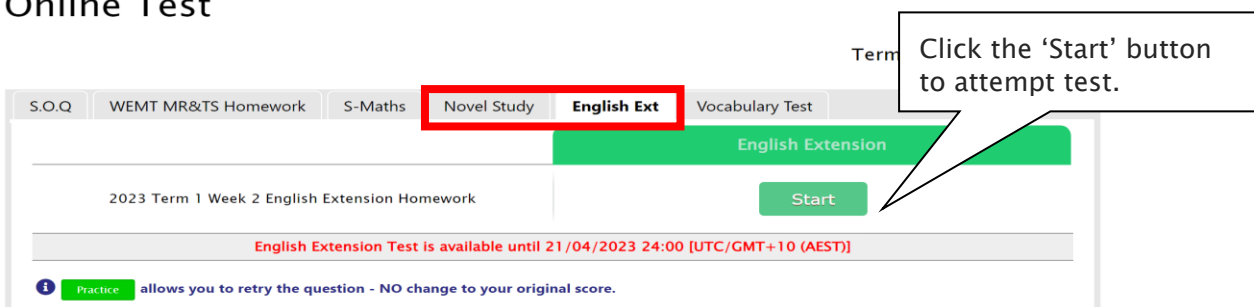 Online Test
Term
Click the ‘Start’ button
to attempt test.
S.O.Q WEMT MR&TS Homework S-Maths Novel Study English Ext Vocabulary Test
English Extension
2023 Term 1 Week 2 English Extension Homework Start
English Extension Test is available until 21/04/2023 24:00 [UTC/GMT+10 (AEST)]
Practice allows you to retry the question - NO change to your original score.